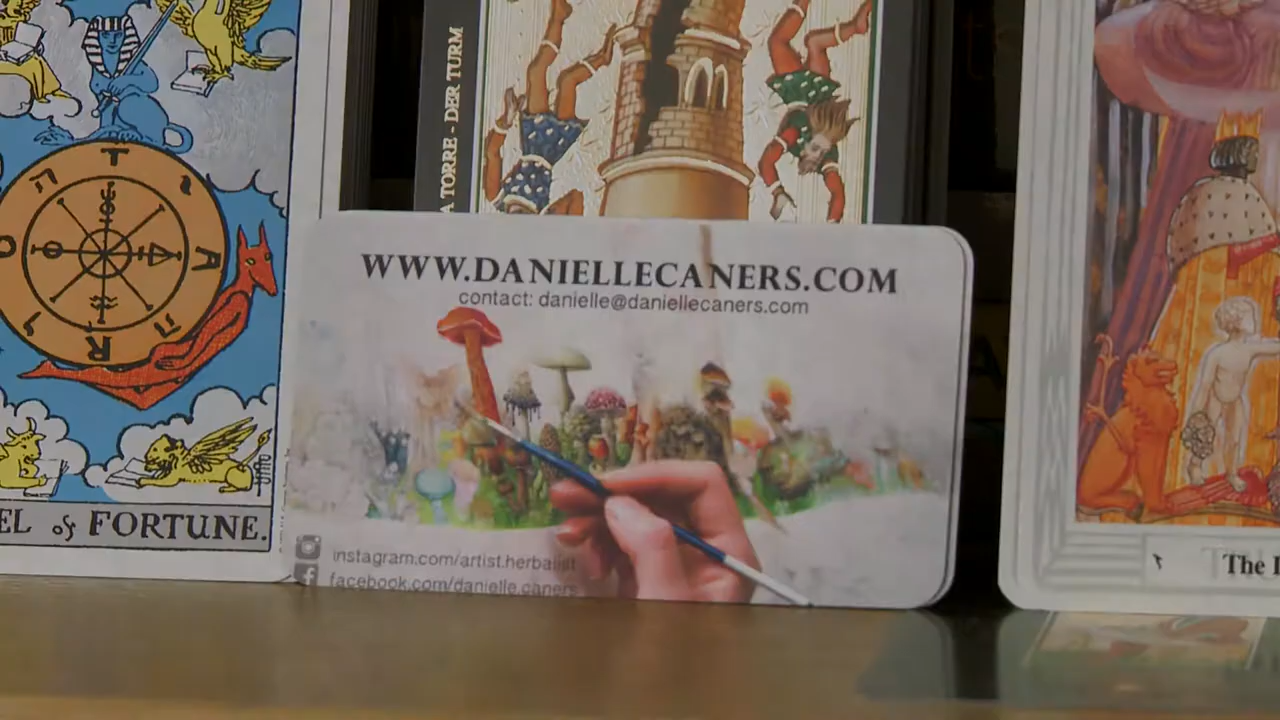 A TORRE - DER TURM
T
A
R
O
EL of FORTUNE.
WWW.DANIELLECANERS.COM
contact: danielle@daniellecaners.com
instagram.com/artist.herbalist
facebook.com/danielle.caners
The